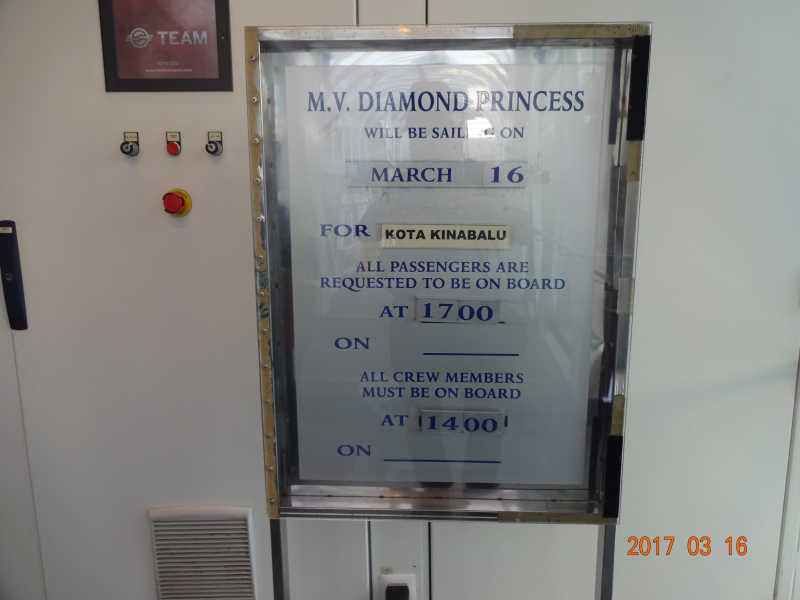 TEAM
M.V. DIAMOND PRINCESS
WILL BE SAILING ON
MARCH 16
FOR KOTA KINABALU
ALL PASSENGERS ARE
REQUESTED TO BE ON BOARD
AT 1700
ON
ALL CREW MEMBERS
MUST BE ON BOARD
AT 1400
ON
2017 03 16